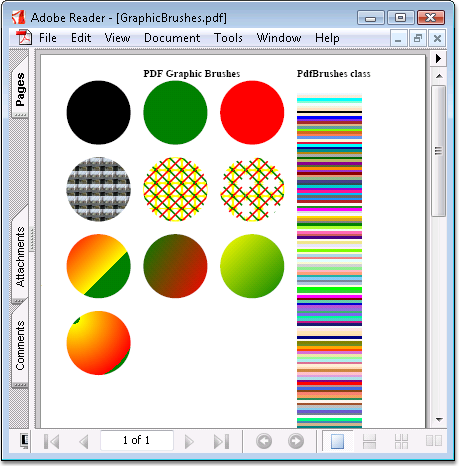 Adobe Reader - [GraphicBrushes.pdf]
File Edit View Document Tools Window Help
PDF Graphic Brushes
PdfBrushes class
Pages
Attachments
Comments
1 of 1